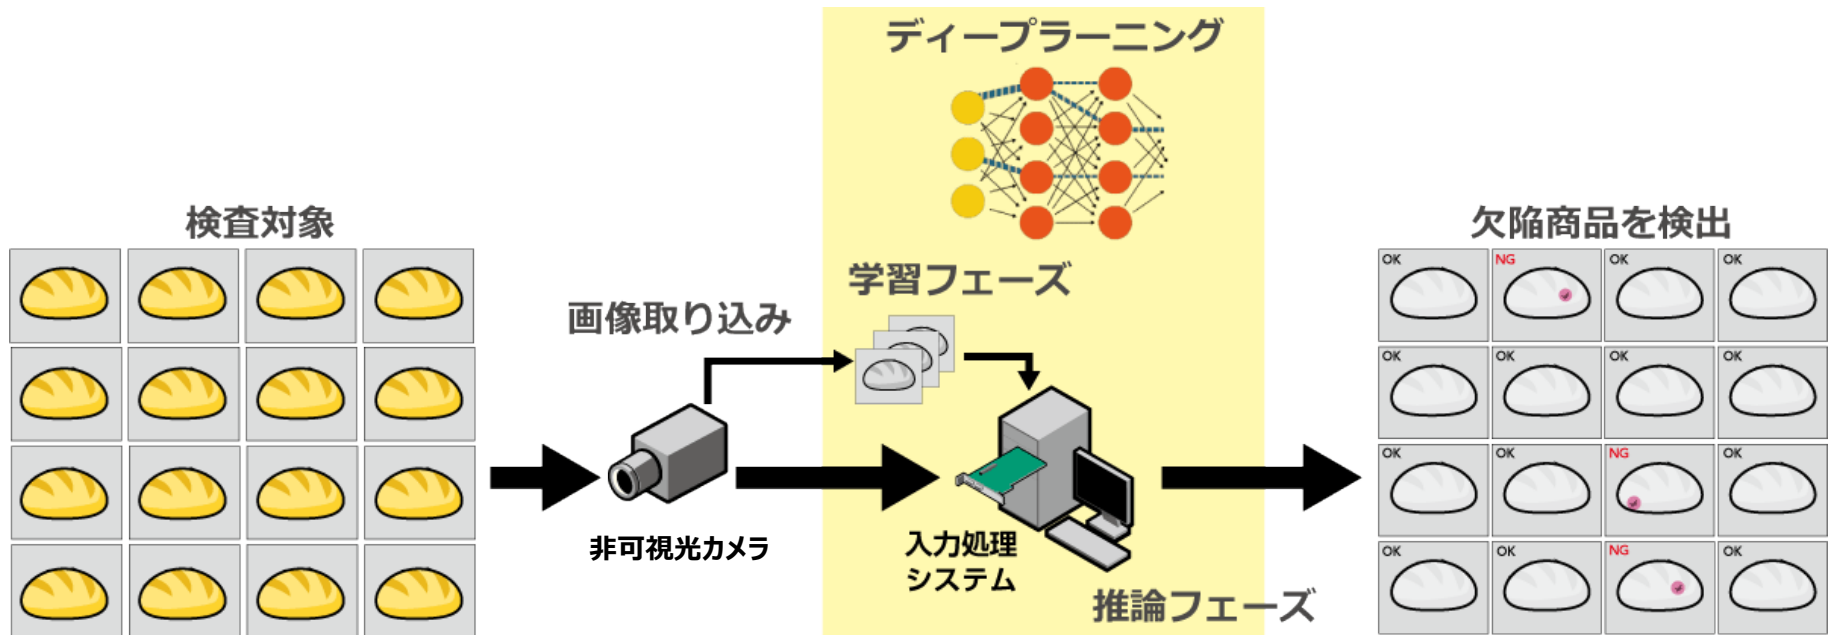 ディープラーニング
検査対象
画像取り込み
学習フェーズ
非可視光カメラ
入力処理
システム
推論フェーズ
欠陥商品を検出
OK NG OK OK
OK OK OK OK
OK OK NG OK
OK OK NG OK